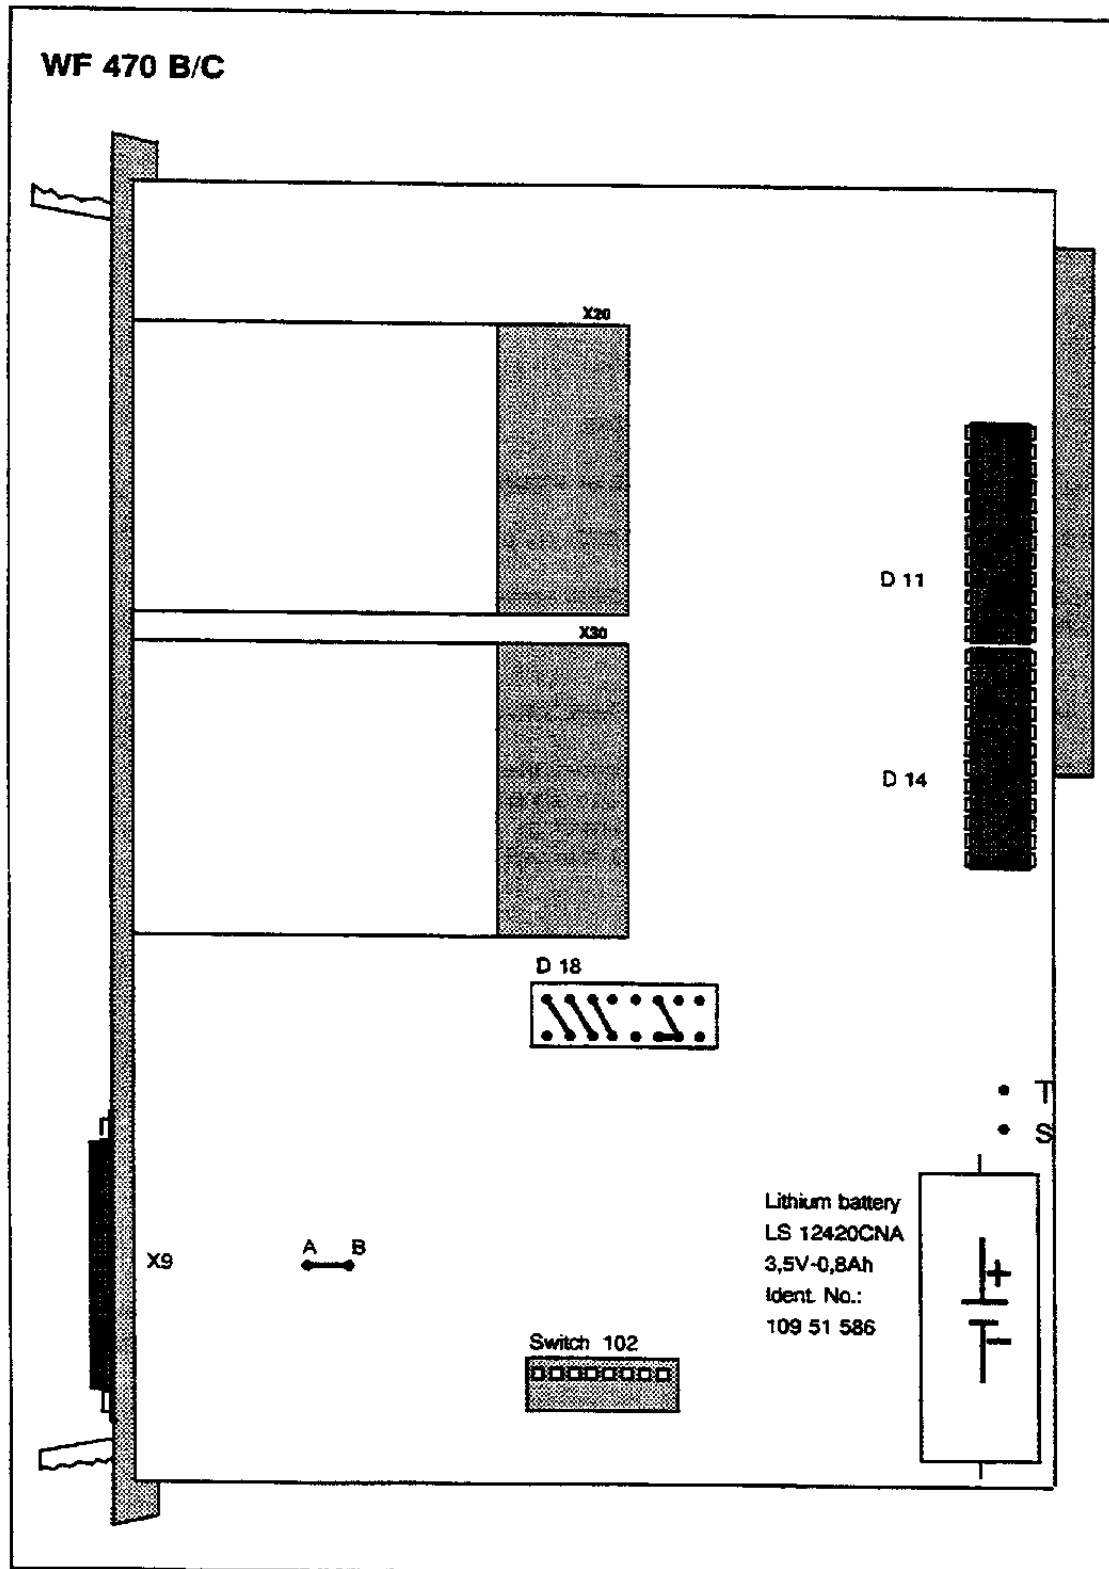 WF 470 B/C
X20
D 11
X30
D 14
D 18
T
S
Lithium battery
LS 12420CNA
3,5V-0,8Ah
Ident. No.:
109 51 586
+
−
X9
A B
Switch 102